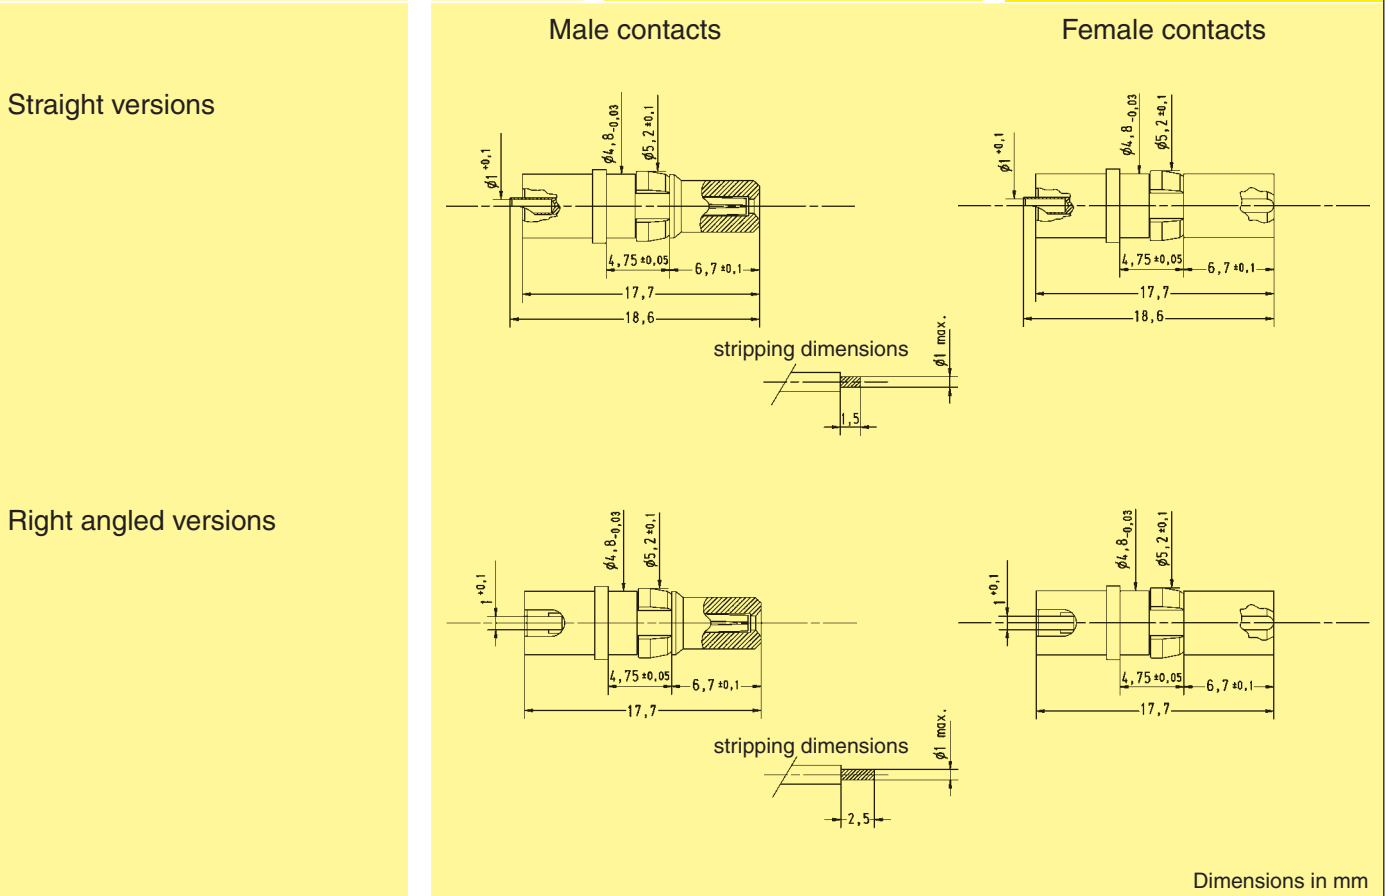 Male contacts
Female contacts
Straight versions
ø1 +0,1
ø4,8 -0,03
ø5,2 ±0,1
4,75 ±0,05
6,7 ±0,1
17,7
18,6
ø1 +0,1
ø4,8 -0,03
ø5,2 ±0,1
4,75 ±0,05
6,7 ±0,1
17,7
18,6
stripping dimensions
ø1 max.
1,5
Right angled versions
1 +0,1
ø4,8 -0,03
ø5,2 ±0,1
4,75 ±0,05
6,7 ±0,1
17,7
1 +0,1
ø4,8 -0,03
ø5,2 ±0,1
4,75 ±0,05
6,7 ±0,1
17,7
stripping dimensions
ø1 max.
2,5
Dimensions in mm